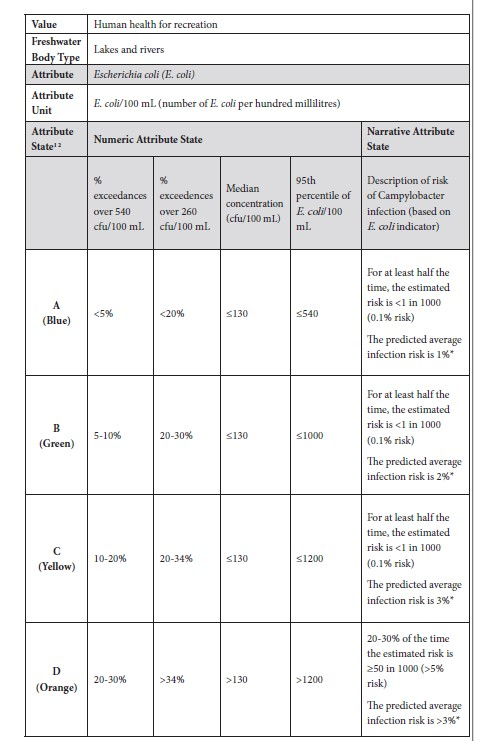 Value
Human health for recreation
Freshwater
Body Type
Lakes and rivers
Attribute
Escherichia coli (E. coli)
Attribute
Unit
E. coli/100 mL (number of E. coli per hundred millilitres)
Attribute
State¹²
Numeric Attribute State
Narrative Attribute
State
%
exceedances
over 540
cfu/100 mL
%
exceedences
over 260
cfu/100 mL
Median
concentration
(cfu/100 mL)
95th
percentile of
E. coli/100
mL
Description of risk
of Campylobacter
infection (based on
E. coli indicator)
A
(Blue)
<5%
<20%
≤130
≤540
For at least half the
time, the estimated
risk is <1 in 1000
(0.1% risk)
The predicted average
infection risk is 1%*
B
(Green)
5-10%
20-30%
≤130
≤1000
For at least half the
time, the estimated
risk is <1 in 1000
(0.1% risk)
The predicted average
infection risk is 2%*
C
(Yellow)
10-20%
20-34%
≤130
≤1200
For at least half the
time, the estimated
risk is <1 in 1000
(0.1% risk)
The predicted average
infection risk is 3%*
D
(Orange)
20-30%
>34%
>130
>1200
20-30% of the time
the estimated risk is
≥50 in 1000 (>5%
risk)
The predicted average
infection risk is >3%*